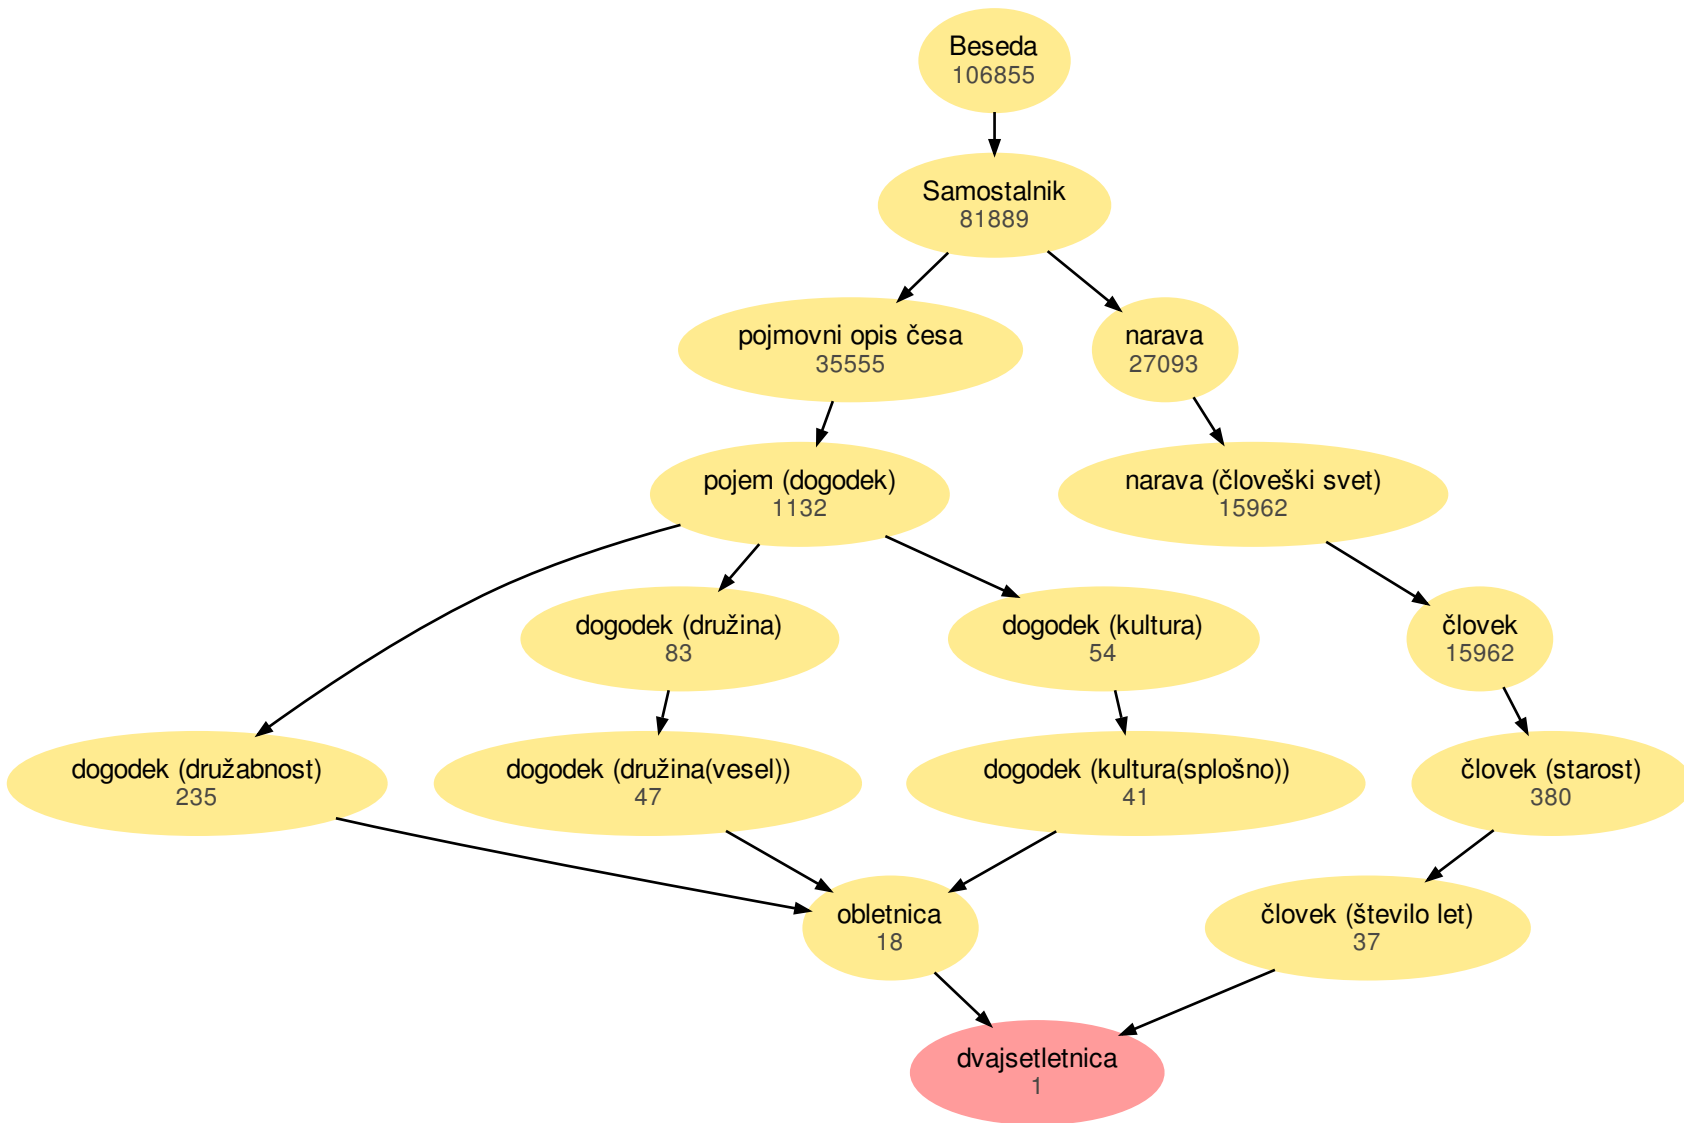 Beseda
106855
Samostalnik
81889
pojmovni opis česa
35555
narava
27093
pojem (dogodek)
1132
narava (človeški svet)
15962
dogodek (družina)
83
dogodek (kultura)
54
človek
15962
dogodek (družabnost)
235
dogodek (družina(vesel))
47
dogodek (kultura(splošno))
41
človek (starost)
380
obletnica
18
človek (število let)
37
dvajsetletnica
1